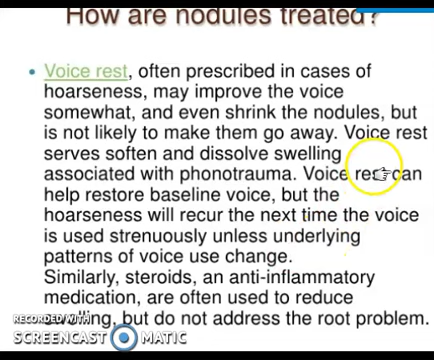 How are nodules treated?
• Voice rest, often prescribed in cases of
hoarseness, may improve the voice
somewhat, and even shrink the nodules, but
is not likely to make them go away. Voice rest
serves soften and dissolve swelling
associated with phonotrauma. Voice rest can
help restore baseline voice, but the
hoarseness will recur the next time the voice
is used strenuously unless underlying
patterns of voice use change.
Similarly, steroids, an anti-inflammatory
medication, are often used to reduce
swelling, but do not address the root problem.
RECORDED WITH
SCREENCAST MATIC